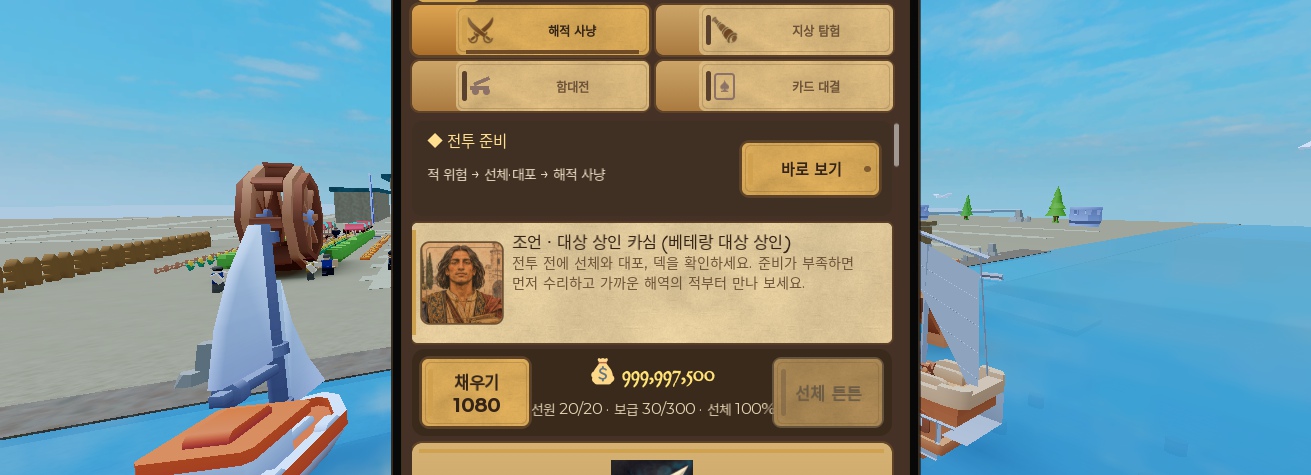 해적 사냥
지상 탐험
함대전
카드 대결
◆ 전투 준비
적 위험 → 선체·대포 → 해적 사냥
바로 보기
조언 · 대상 상인 카심 (베테랑 대상 상인)
전투 전에 선체와 대포, 덱을 확인하세요. 준비가 부족하면
먼저 수리하고 가까운 해역의 적부터 만나 보세요.
채우기
1080
999,997,500
선원 20/20 · 보급 30/300 · 선체 100%
선체 튼튼